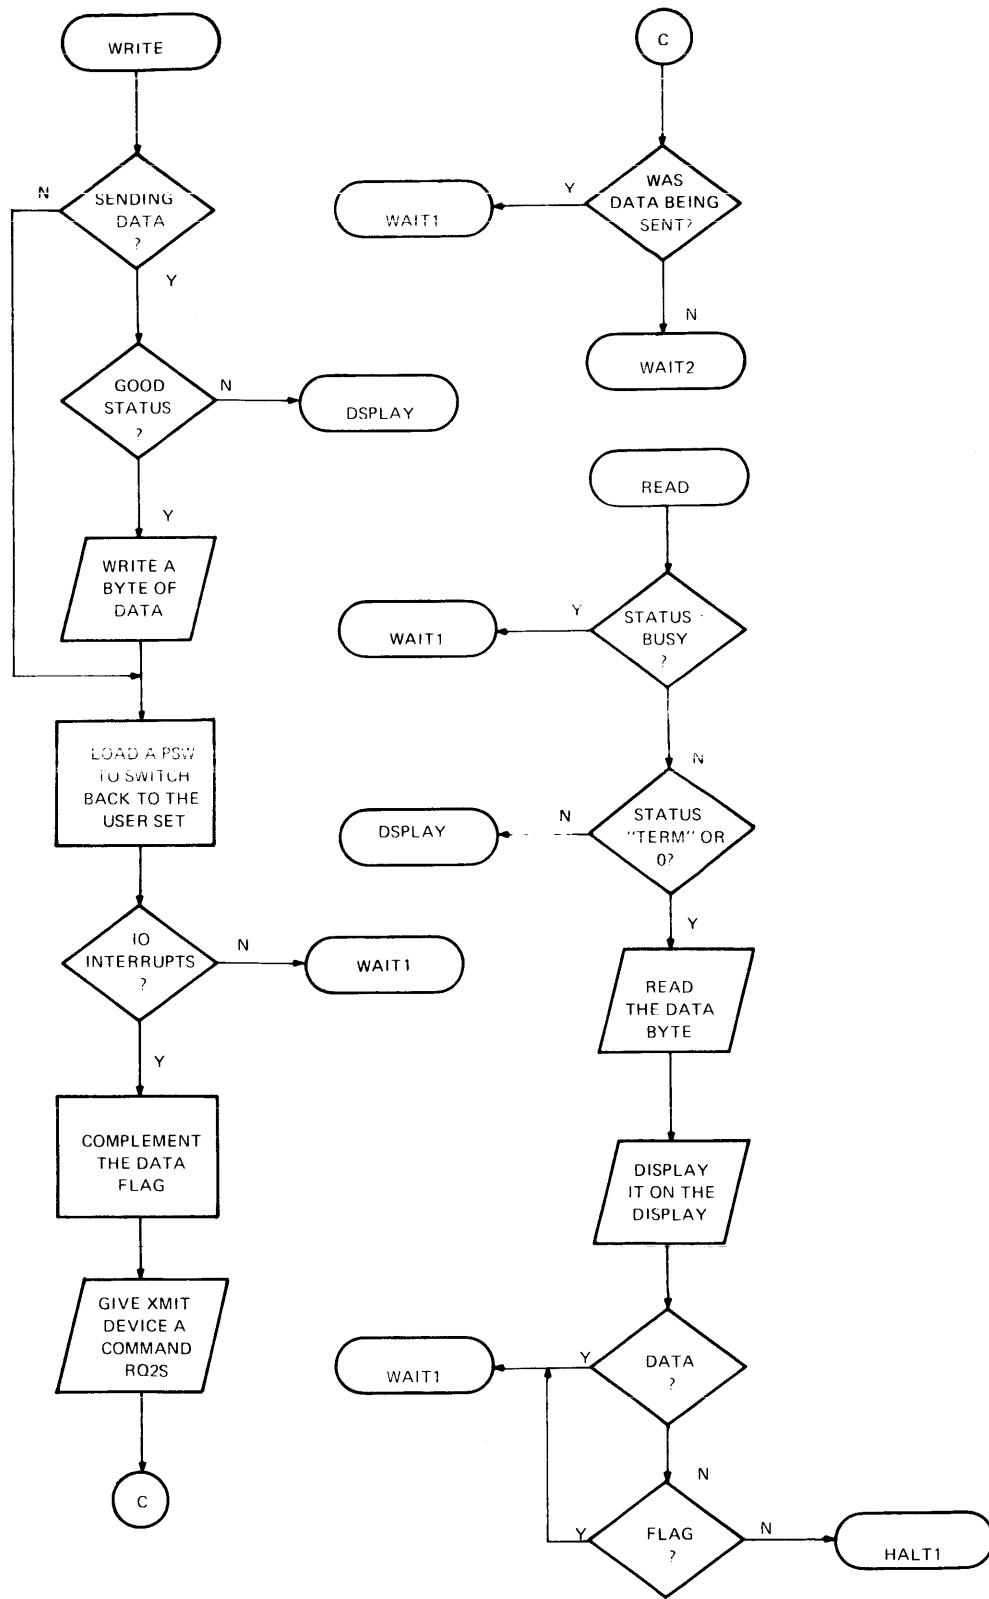 WRITE
N
SENDING
DATA
?
Y
GOOD
STATUS
?
N
DSPLAY
Y
WRITE A
BYTE OF
DATA
LOAD A PSW
TO SWITCH
BACK TO THE
USER SET
IO
INTERRUPTS
?
N
WAIT1
Y
COMPLEMENT
THE DATA
FLAG
GIVE XMIT
DEVICE A
COMMAND
RQ2S
C
C
WAS
DATA BEING
SENT?
Y
WAIT1
N
WAIT2
READ
STATUS
BUSY
?
Y
WAIT1
N
STATUS
"TERM" OR
0?
N
DSPLAY
Y
READ
THE DATA
BYTE
DISPLAY
IT ON THE
DISPLAY
DATA
?
Y
WAIT1
N
FLAG
?
Y
N
HALT1